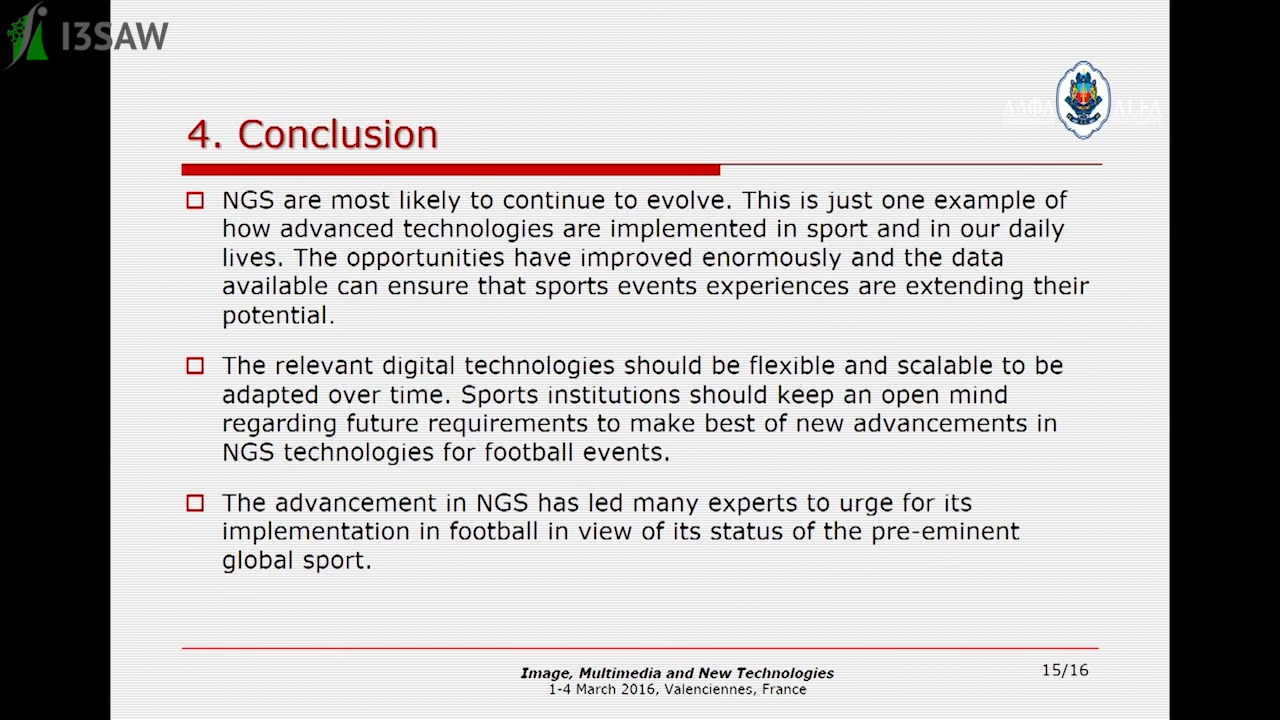 I3SAW
4. Conclusion
NGS are most likely to continue to evolve. This is just one example of
how advanced technologies are implemented in sport and in our daily
lives. The opportunities have improved enormously and the data
available can ensure that sports events experiences are extending their
potential.
The relevant digital technologies should be flexible and scalable to be
adapted over time. Sports institutions should keep an open mind
regarding future requirements to make best of new advancements in
NGS technologies for football events.
The advancement in NGS has led many experts to urge for its
implementation in football in view of its status of the pre-eminent
global sport.
Image, Multimedia and New Technologies
1-4 March 2016, Valenciennes, France
15/16